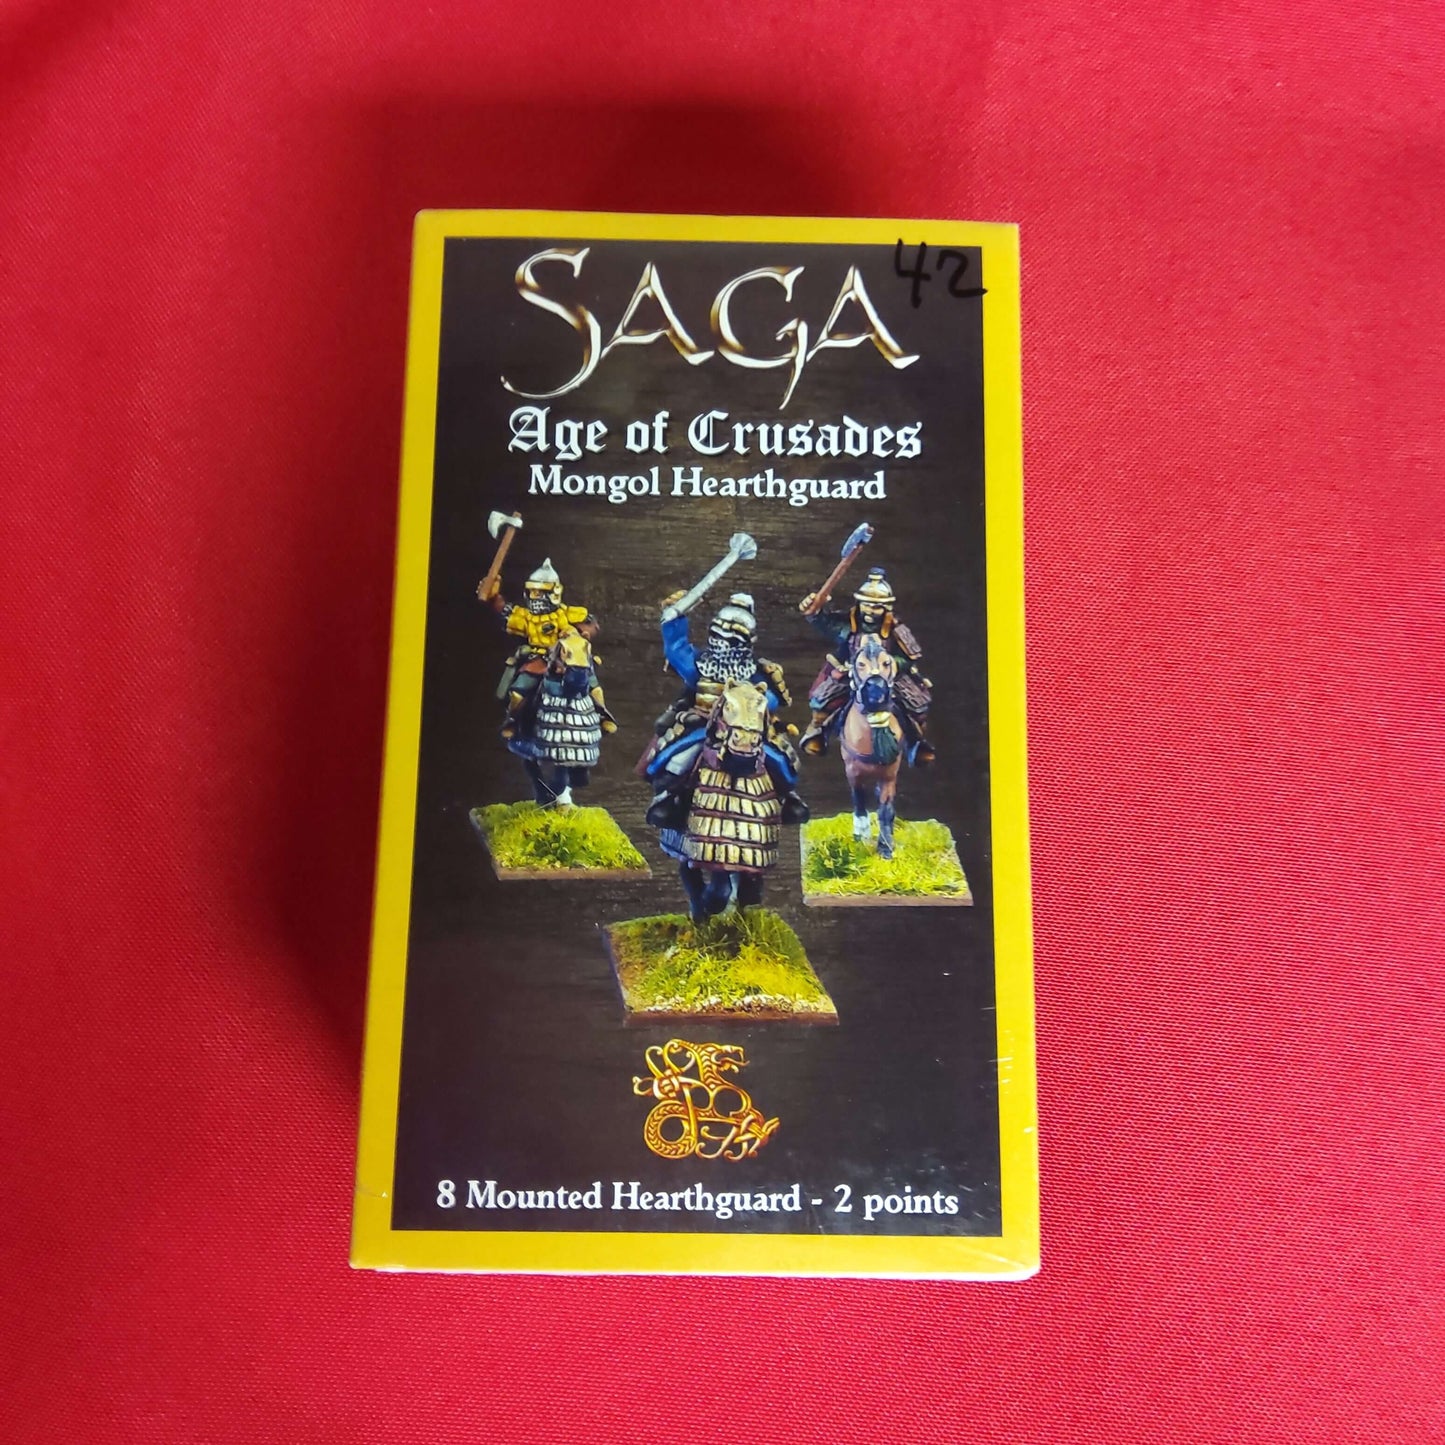 42
SAGA
Age of Crusades
Mongol Hearthguard
8 Mounted Hearthguard - 2 points